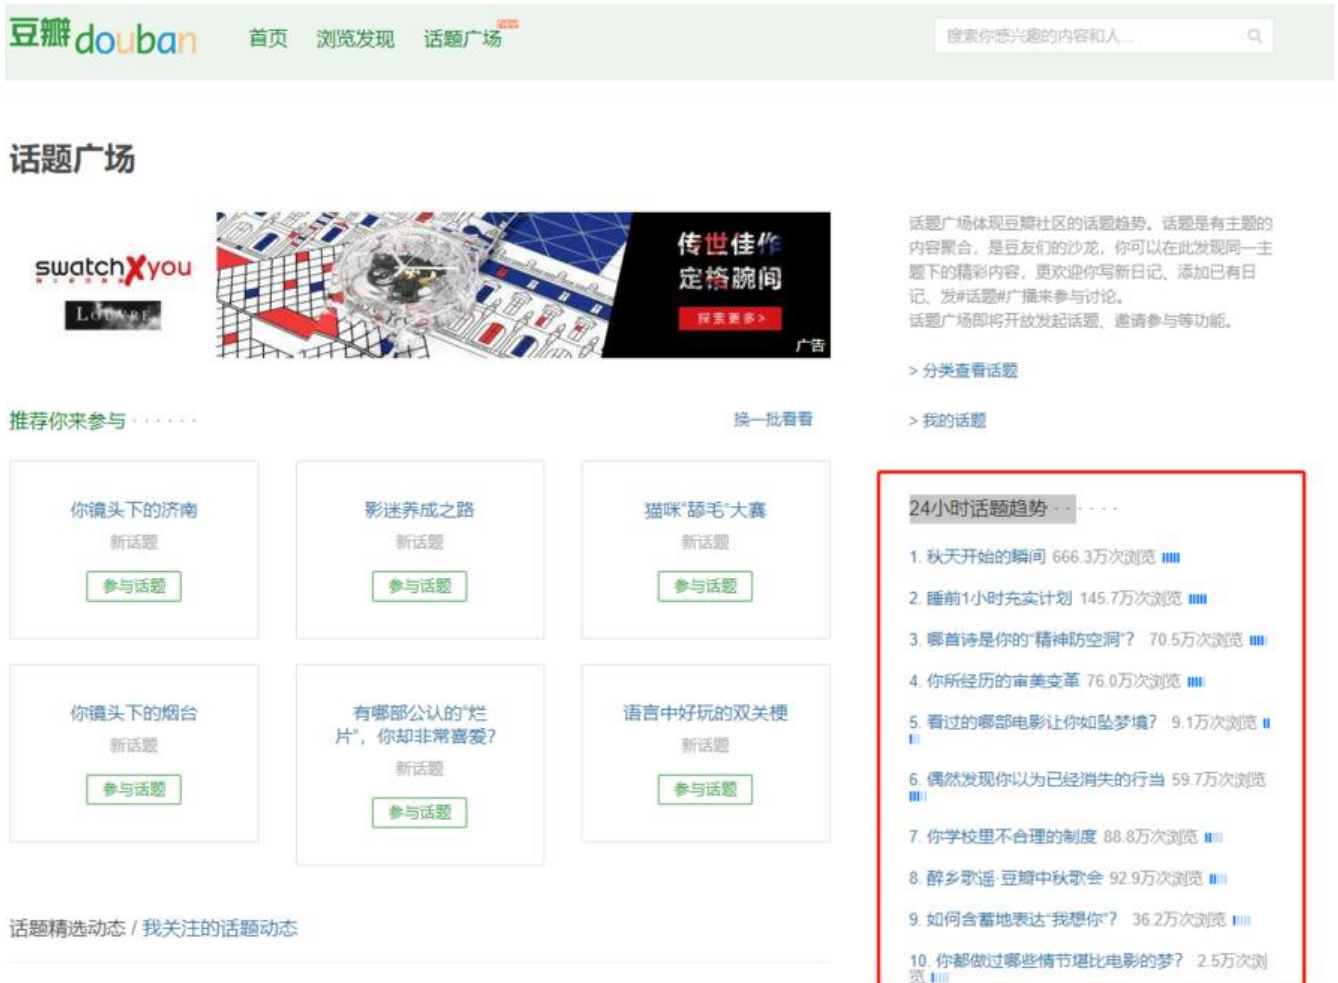 豆瓣douban
首页 浏览发现 话题广场 New
搜索你感兴趣的内容和人...
话题广场
swatchXyou
LOUVRE
传世佳作
定格腕间
探索更多>
广告
话题广场体现豆瓣社区的话题趋势。话题是有主题的
内容聚合，是豆友们的沙龙，你可以在此发现同一主
题下的精彩内容，更欢迎你写新日记、添加已有日
记、发#话题#广播来参与讨论。
话题广场即将开放发起话题、邀请参与等功能。
> 分类查看话题
> 我的话题
推荐你来参与 · · · · · ·
换一批看看
你镜头下的济南
新话题
参与话题
影迷养成之路
新话题
参与话题
猫咪“舔毛”大赛
新话题
参与话题
你镜头下的烟台
新话题
参与话题
有哪部公认的“烂
片”，你却非常喜爱？
新话题
参与话题
语言中好玩的双关梗
新话题
参与话题
话题精选动态 / 我关注的话题动态
24小时话题趋势 · · · · · ·
1. 秋天开始的瞬间 666.3万次浏览
2. 睡前1小时充实计划 145.7万次浏览
3. 哪首诗是你的“精神防空洞”？ 70.5万次浏览
4. 你所经历的审美变革 76.0万次浏览
5. 看过的哪部电影让你如坠梦境？ 9.1万次浏览
6. 偶然发现你以为已经消失的行当 59.7万次浏览
7. 你学校里不合理的制度 88.8万次浏览
8. 醉乡歌谣·豆瓣中秋歌会 92.9万次浏览
9. 如何含蓄地表达“我想你”？ 36.2万次浏览
10. 你都做过哪些情节堪比电影的梦？ 2.5万次浏
览